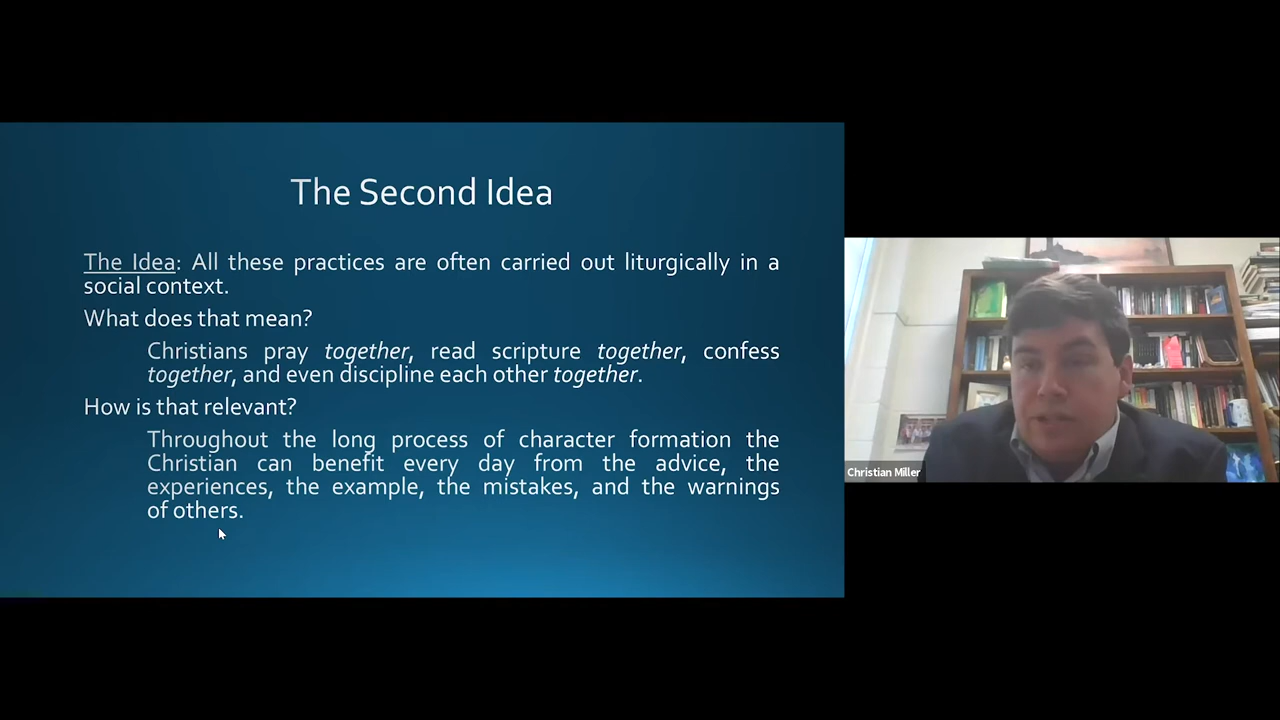 The Second Idea
The Idea: All these practices are often carried out liturgically in a
social context.
What does that mean?
Christians pray together, read scripture together, confess
together, and even discipline each other together.
How is that relevant?
Throughout the long process of character formation the
Christian can benefit every day from the advice, the
experiences, the example, the mistakes, and the warnings
of others.
Christian Miller